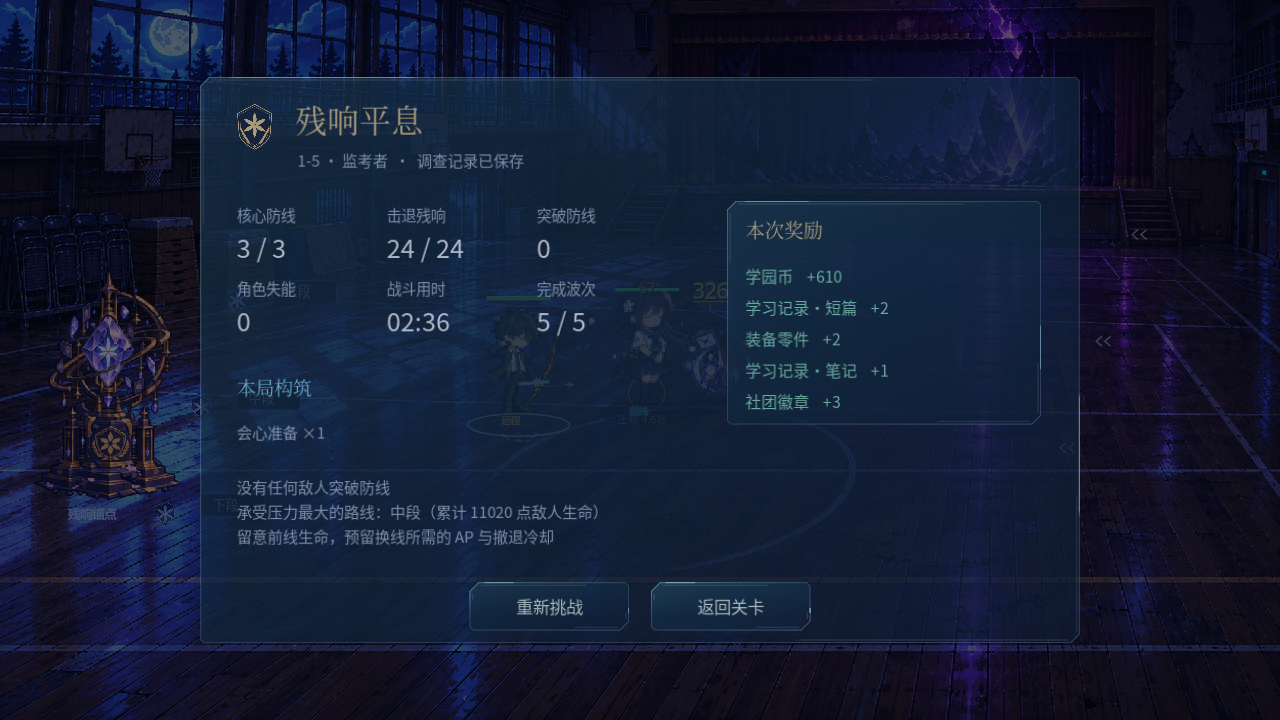 残响平息
1-5 · 监考者 · 调查记录已保存
核心防线
击退残响
突破防线
3 / 3
24 / 24
0
角色失能
战斗用时
完成波次
0
02:36
5 / 5
本局构筑
会心准备 ×1
没有任何敌人突破防线
承受压力最大的路线：中段（累计 11020 点敌人生命）
留意前线生命，预留换线所需的 AP 与撤退冷却
本次奖励
学园币 +610
学习记录·短篇 +2
装备零件 +2
学习记录·笔记 +1
社团徽章 +3
重新挑战
返回关卡
残响锚点
下段
326